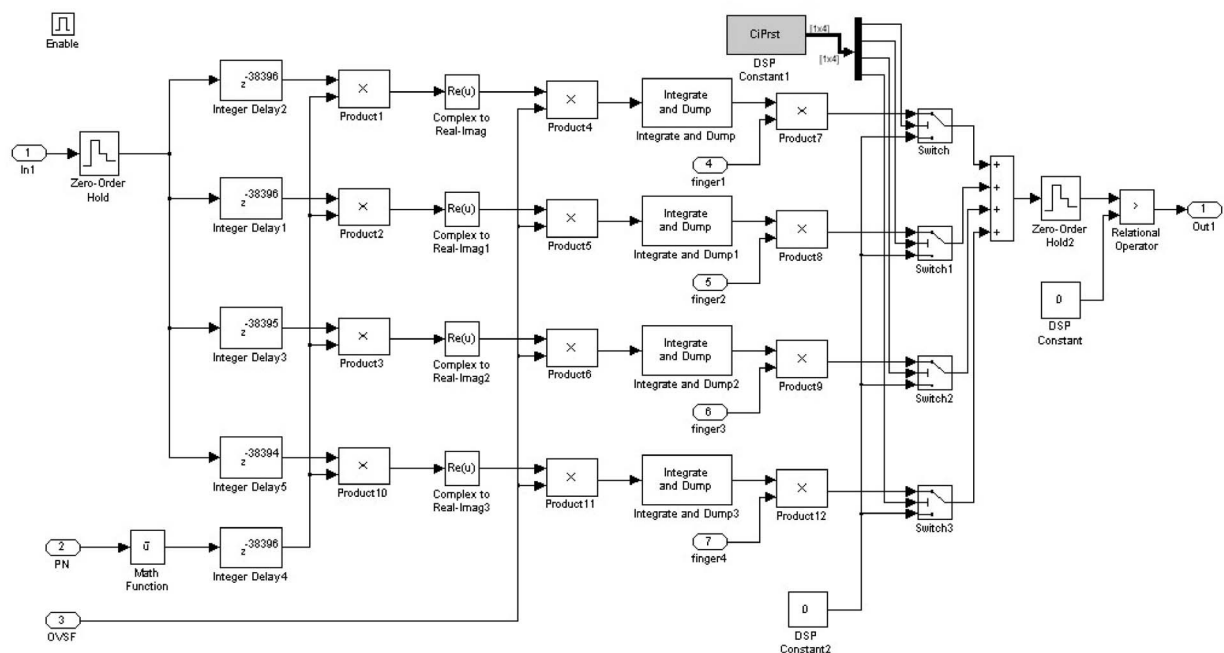 Enable
CiPrst
[1x4]
[1x4]
DSP
Constant1
z-38396
Integer Delay2
×
Product1
Re(u)
Complex to
Real-Imag
×
Product4
Integrate
and Dump
Integrate and Dump
×
Product7
4
finger1
Switch
1
In1
Zero-Order
Hold
z-38396
Integer Delay1
×
Product2
Re(u)
Complex to
Real-Imag1
×
Product5
Integrate
and Dump
Integrate and Dump1
×
Product8
5
finger2
Switch1
+
+
+
+
Zero-Order
Hold2
>
Relational
Operator
1
Out1
0
DSP
Constant
z-38395
Integer Delay3
×
Product3
Re(u)
Complex to
Real-Imag2
×
Product6
Integrate
and Dump
Integrate and Dump2
×
Product9
6
finger3
Switch2
z-38394
Integer Delay5
×
Product10
Re(u)
Complex to
Real-Imag3
×
Product11
Integrate
and Dump
Integrate and Dump3
×
Product12
7
finger4
Switch3
2
PN
ū
Math
Function
z-38396
Integer Delay4
3
OVSF
0
DSP
Constant2